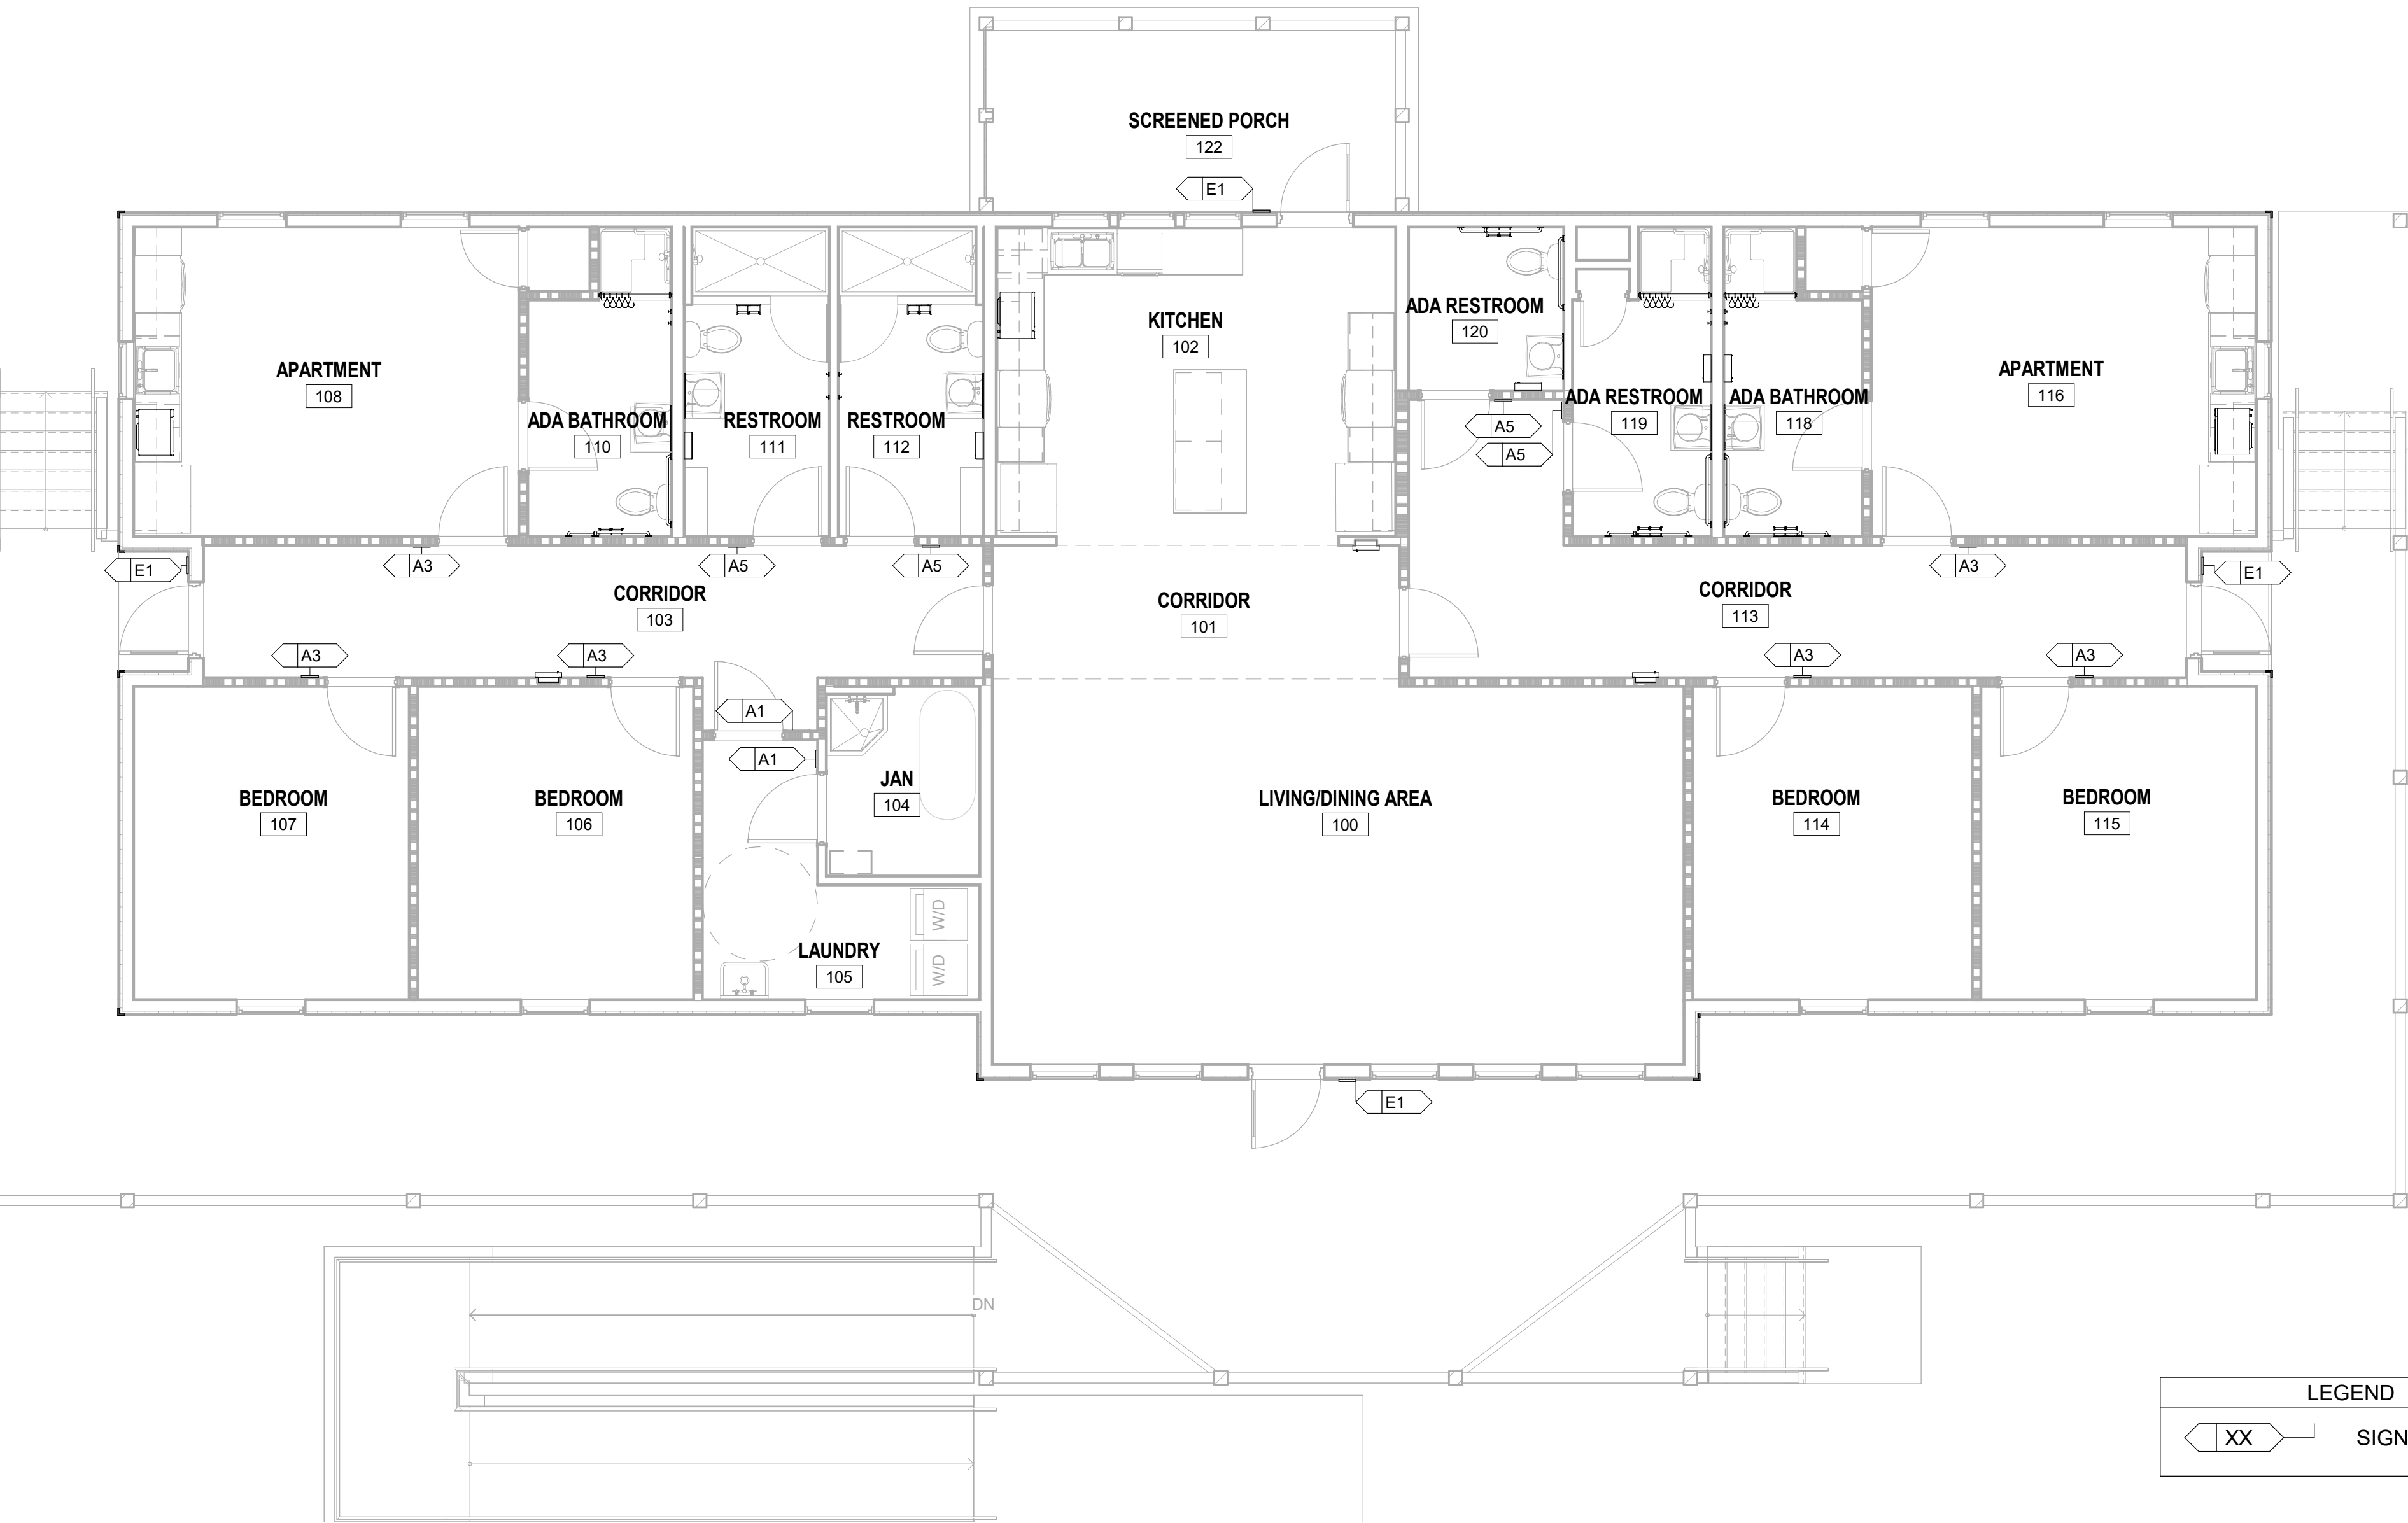 SCREENED PORCH
122
E1
KITCHEN
102
ADA RESTROOM
120
APARTMENT
108
APARTMENT
116
ADA BATHROOM
110
RESTROOM
111
RESTROOM
112
ADA RESTROOM
119
ADA BATHROOM
118
A5
A5
E1
A3
A5
A5
A3
E1
CORRIDOR
103
CORRIDOR
101
CORRIDOR
113
A3
A3
A3
A3
A1
A1
JAN
104
BEDROOM
107
BEDROOM
106
LIVING/DINING AREA
100
BEDROOM
114
BEDROOM
115
W/D
W/D
LAUNDRY
105
E1
DN
LEGEND
XX SIGN